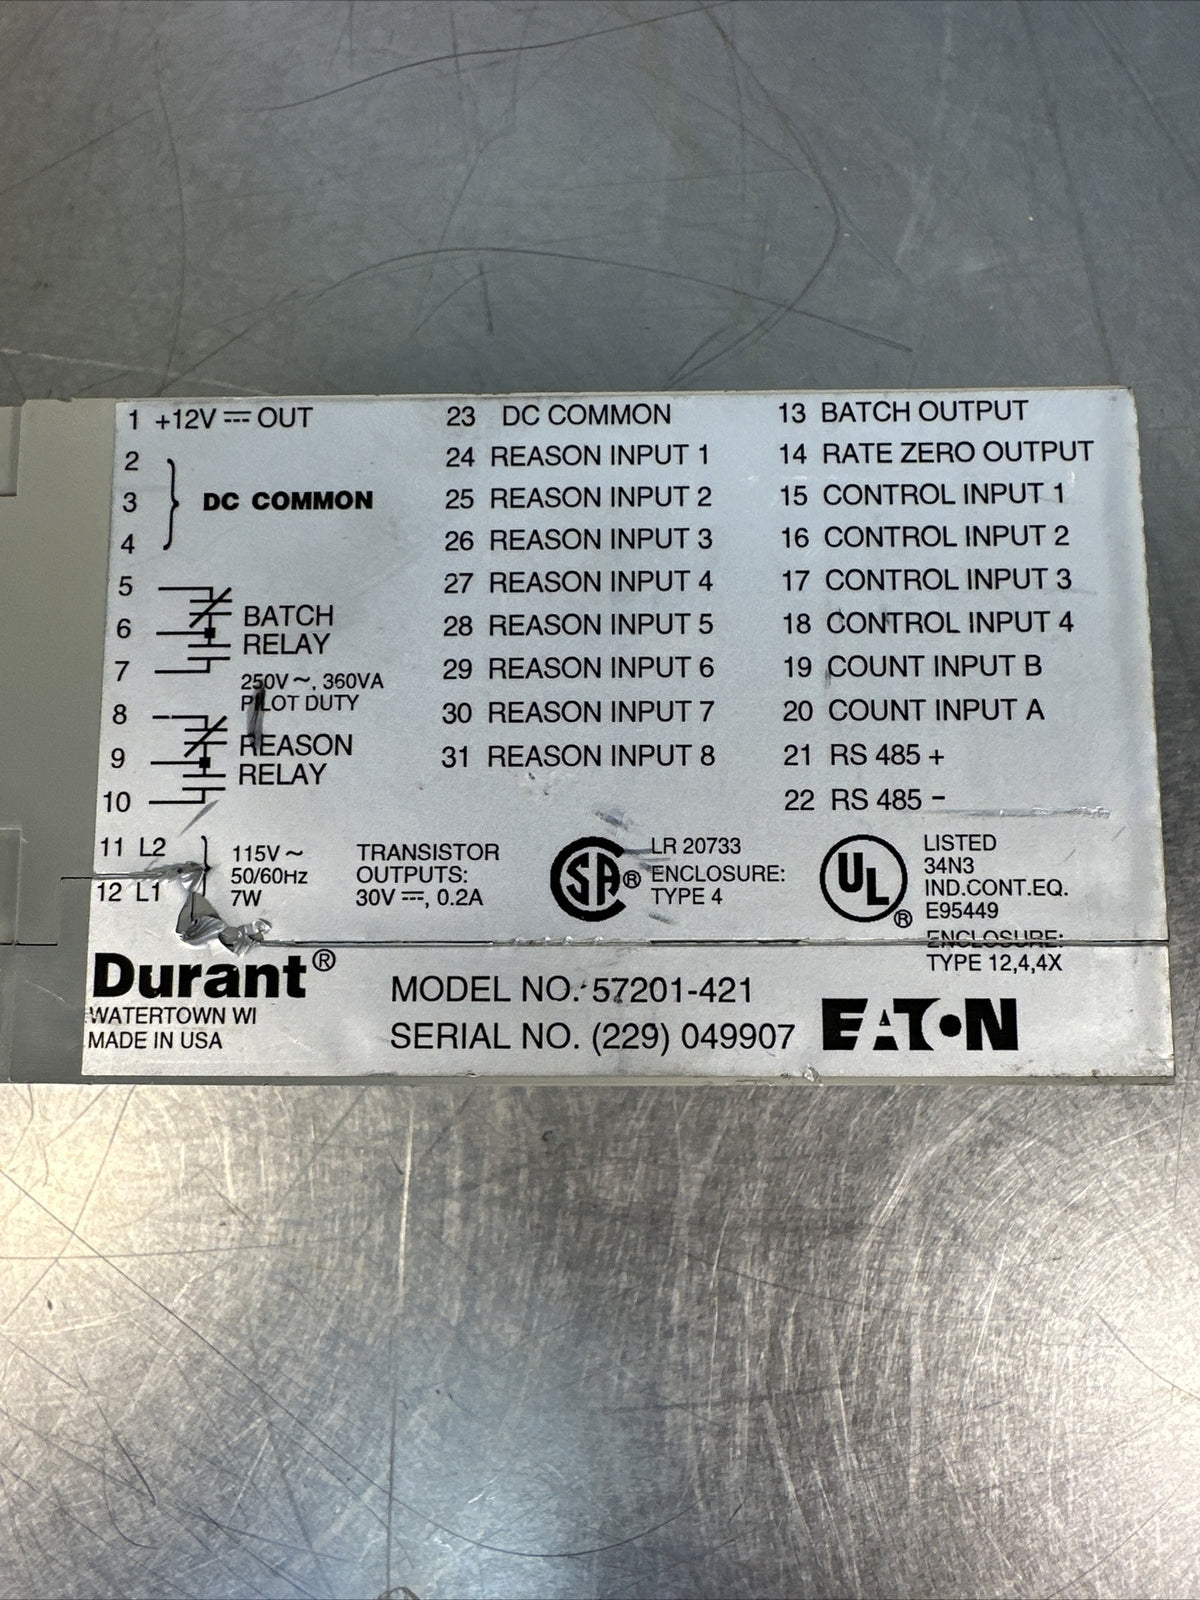 1 +12V ⎓ OUT
2
3 DC COMMON
4
5
6 BATCH RELAY
7
250V ~, 360VA
PILOT DUTY
8
9 REASON RELAY
10
11 L2
12 L1
115V ~
50/60Hz
7W
23 DC COMMON
24 REASON INPUT 1
25 REASON INPUT 2
26 REASON INPUT 3
27 REASON INPUT 4
28 REASON INPUT 5
29 REASON INPUT 6
30 REASON INPUT 7
31 REASON INPUT 8
13 BATCH OUTPUT
14 RATE ZERO OUTPUT
15 CONTROL INPUT 1
16 CONTROL INPUT 2
17 CONTROL INPUT 3
18 CONTROL INPUT 4
19 COUNT INPUT B
20 COUNT INPUT A
21 RS 485 +
22 RS 485 −
TRANSISTOR
OUTPUTS:
30V ⎓, 0.2A
SA®
LR 20733
ENCLOSURE:
TYPE 4
UL®
LISTED
34N3
IND.CONT.EQ.
E95449
ENCLOSURE:
TYPE 12,4,4X
Durant®
WATERTOWN WI
MADE IN USA
MODEL NO. 57201-421
SERIAL NO. (229) 049907
EATON